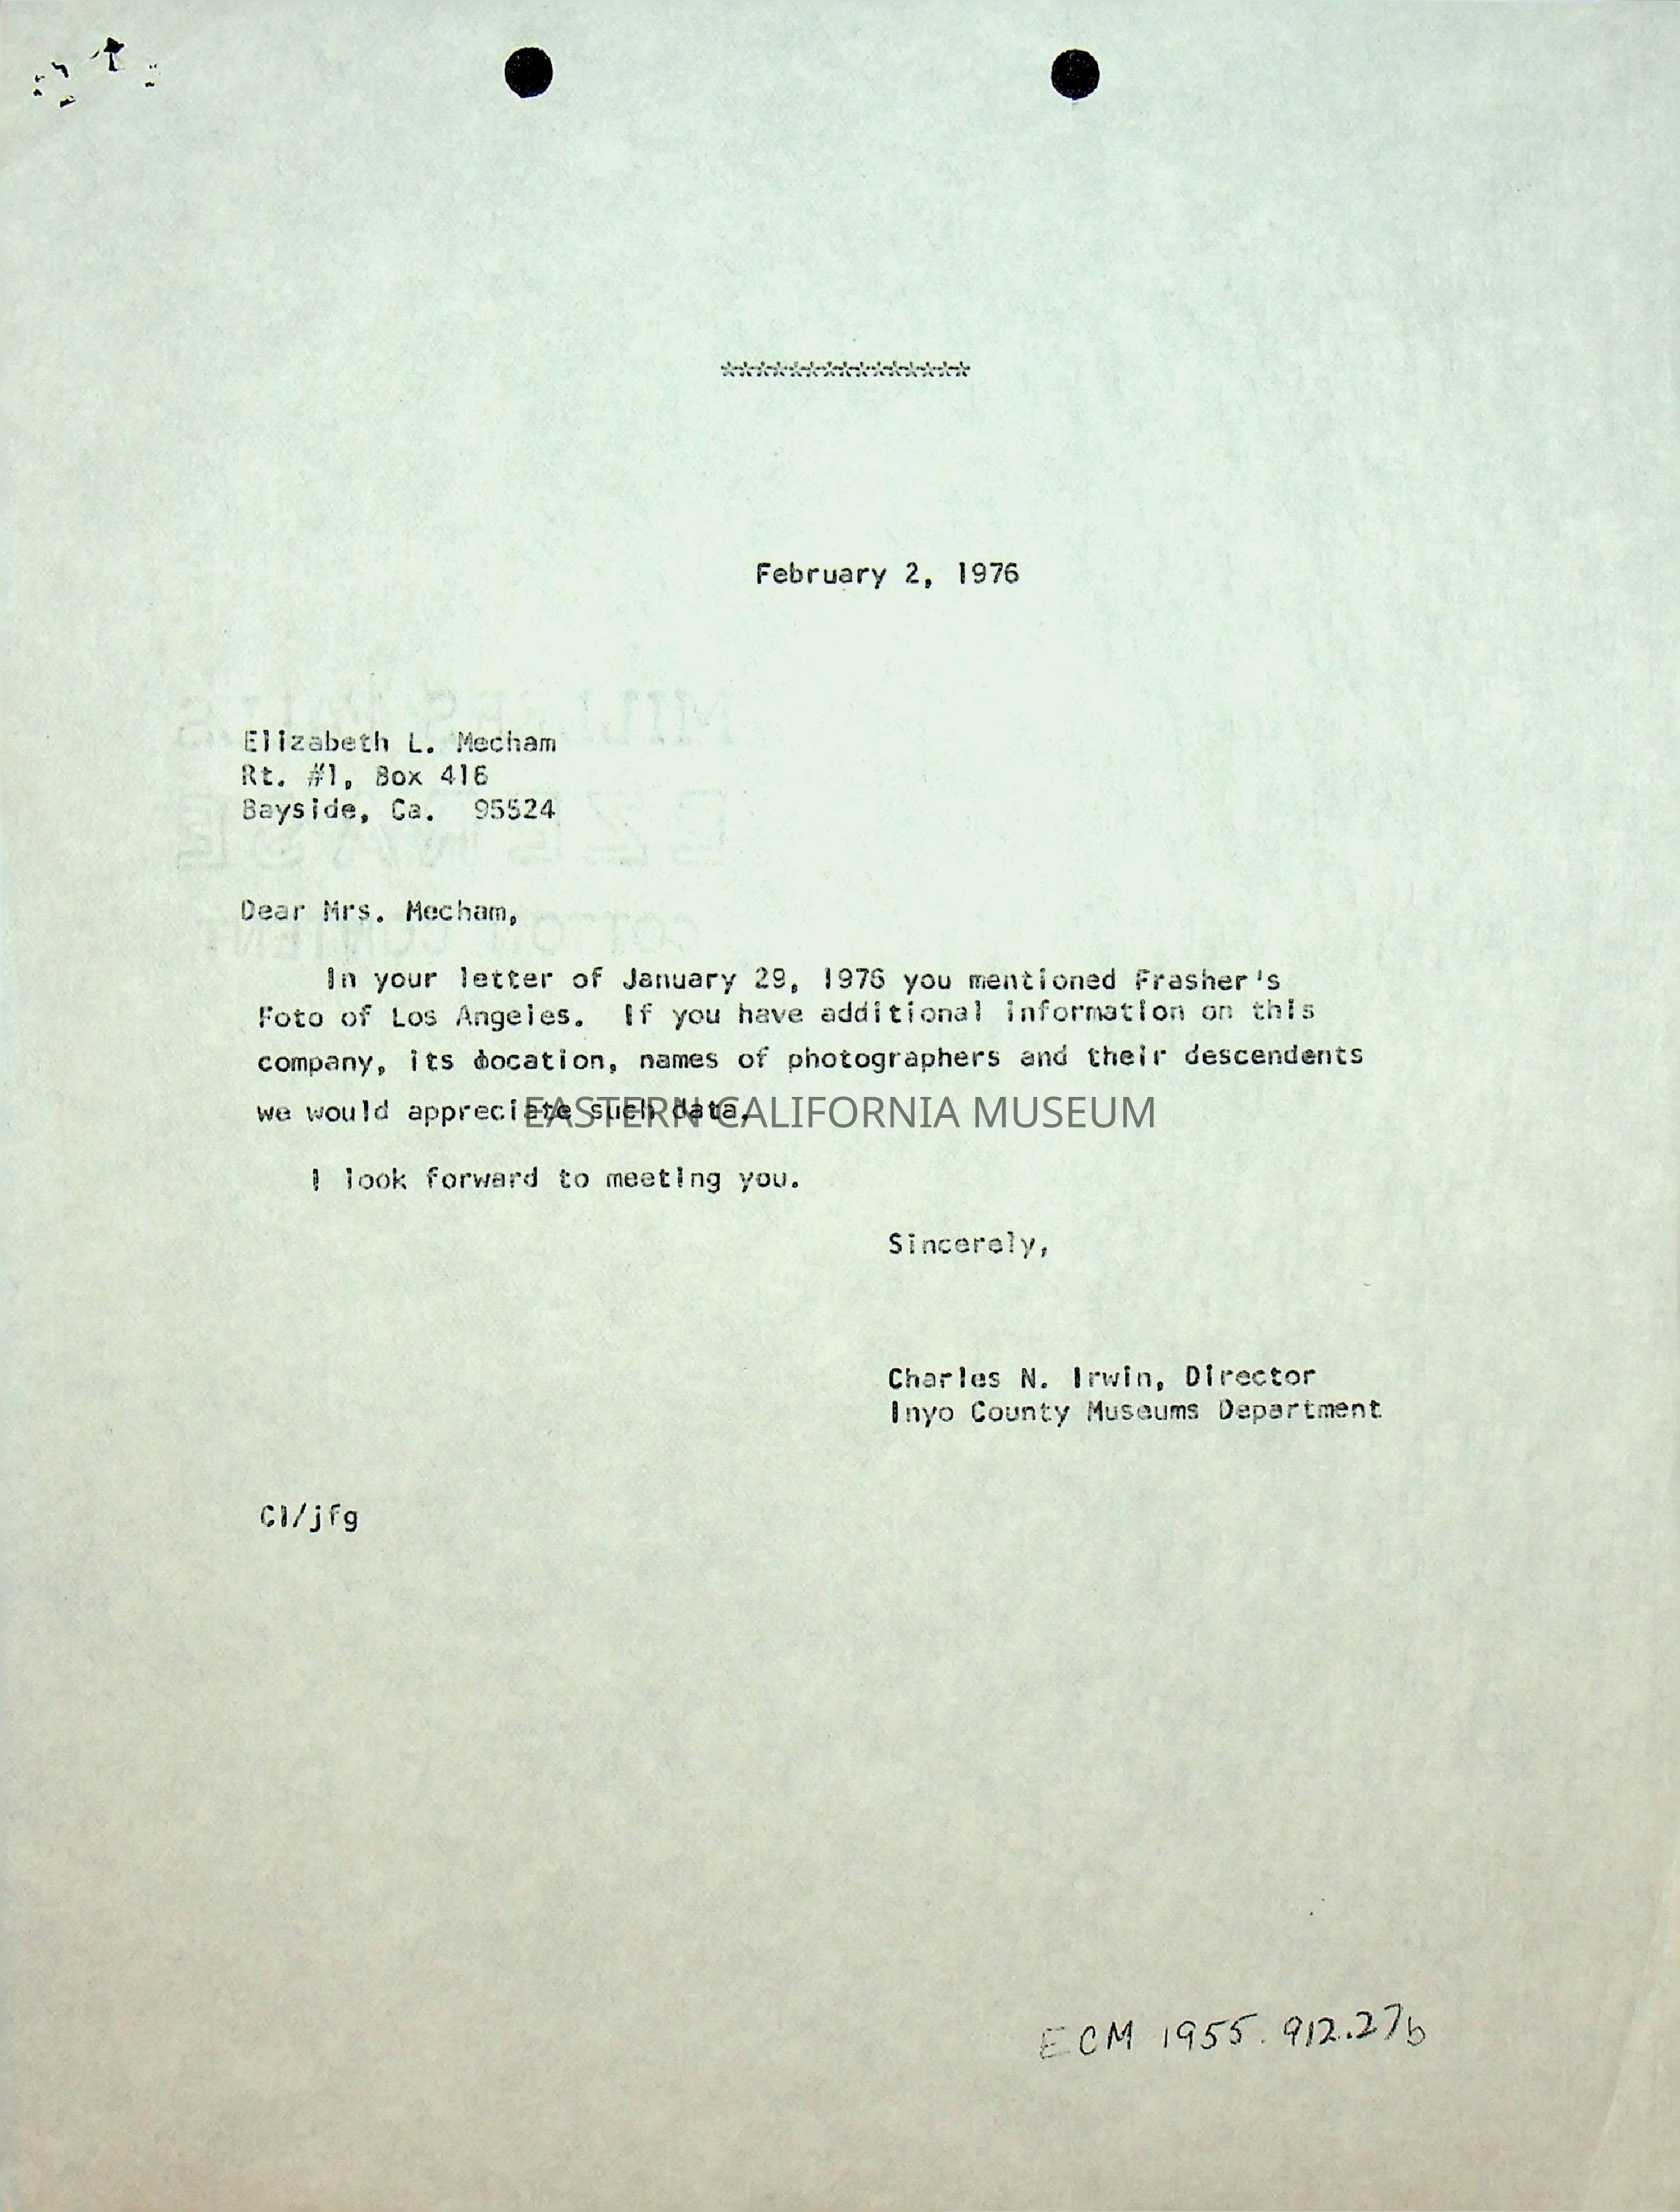 ***************
February 2, 1976
Elizabeth L. Mecham
Rt. #1, Box 416
Bayside, Ca.  95524
Dear Mrs. Mecham,
In your letter of January 29, 1976 you mentioned Frasher's
Foto of Los Angeles.  If you have additional information on this
company, its location, names of photographers and their descendents
we would appreciate such data.
EASTERN CALIFORNIA MUSEUM
I look forward to meeting you.
Sincerely,
Charles N. Irwin, Director
Inyo County Museums Department
CI/jfg
ECM 1955.912.27b